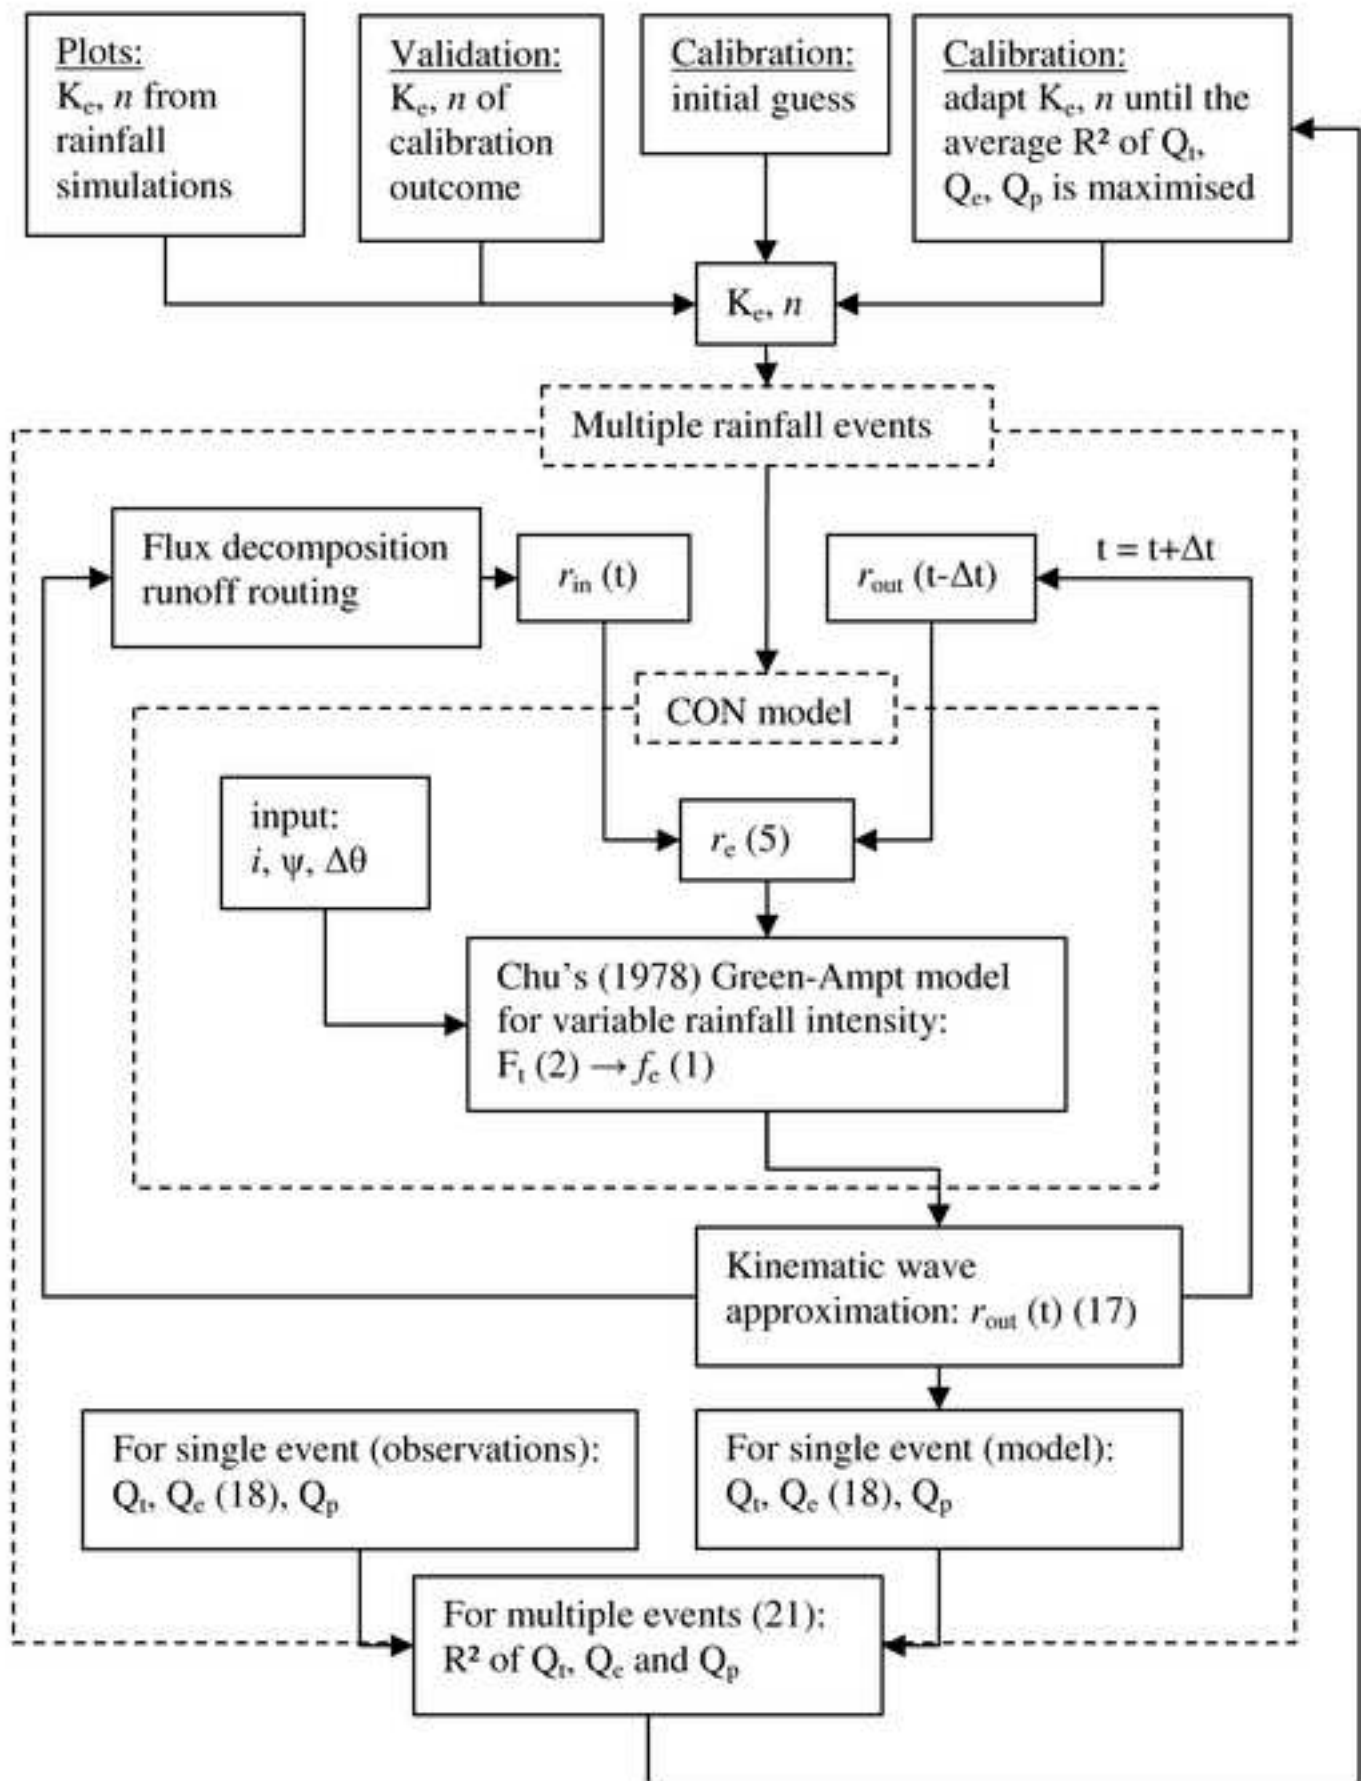 Plots:
Kₑ, n from
rainfall
simulations
Validation:
Kₑ, n of
calibration
outcome
Calibration:
initial guess
Calibration:
adapt Kₑ, n until the
average R² of Qₜ,
Qₑ, Qₚ is maximised
Kₑ, n
Multiple rainfall events
Flux decomposition
runoff routing
r_in (t)
r_out (t-Δt)
t = t+Δt
CON model
input:
i, ψ, Δθ
rₑ (5)
Chu's (1978) Green-Ampt model
for variable rainfall intensity:
Fₜ (2) → fₑ (1)
Kinematic wave
approximation: r_out (t) (17)
For single event (observations):
Qₜ, Qₑ (18), Qₚ
For single event (model):
Qₜ, Qₑ (18), Qₚ
For multiple events (21):
R² of Qₜ, Qₑ and Qₚ